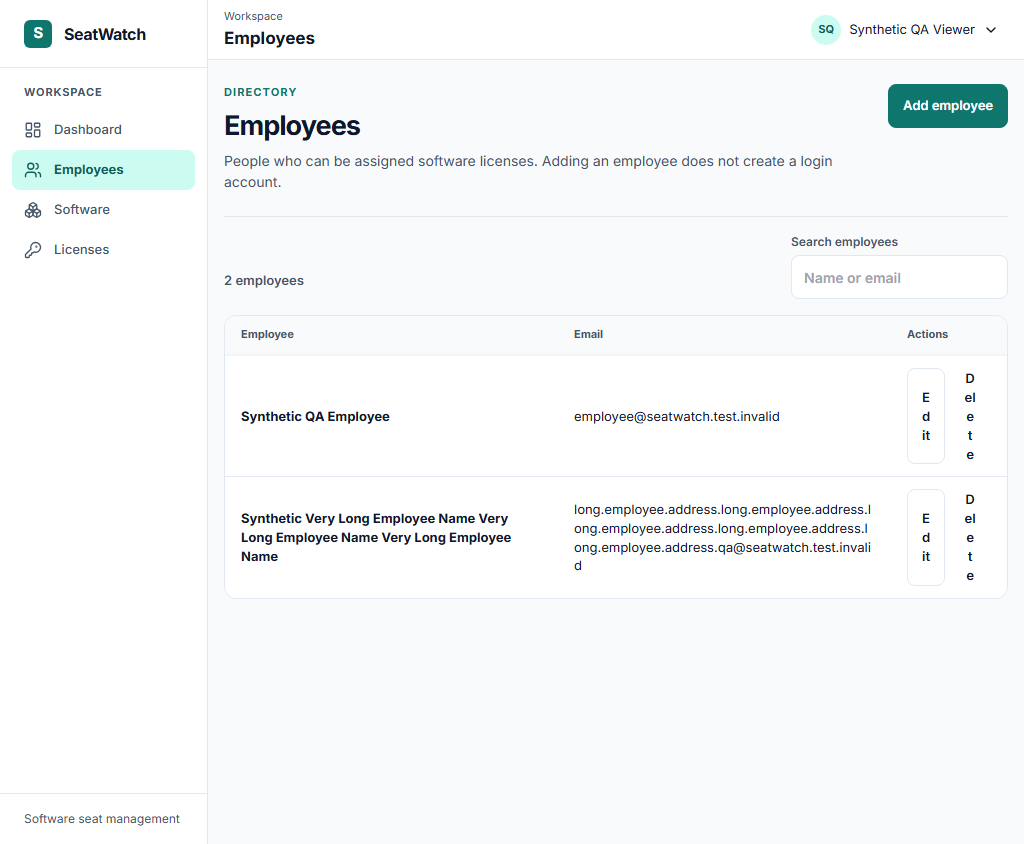 S
SeatWatch
WORKSPACE
Dashboard
Employees
Software
Licenses
Software seat management
Workspace
Employees
SQ
Synthetic QA Viewer
DIRECTORY
Employees
People who can be assigned software licenses. Adding an employee does not create a login
account.
Add employee
2 employees
Search employees
Name or email
Employee
Email
Actions
Synthetic QA Employee
employee@seatwatch.test.invalid
E
d
it
D
el
e
t
e
Synthetic Very Long Employee Name Very
Long Employee Name Very Long Employee
Name
long.employee.address.long.employee.address.l
ong.employee.address.long.employee.address.l
ong.employee.address.qa@seatwatch.test.invali
d
E
d
it
D
el
e
t
e